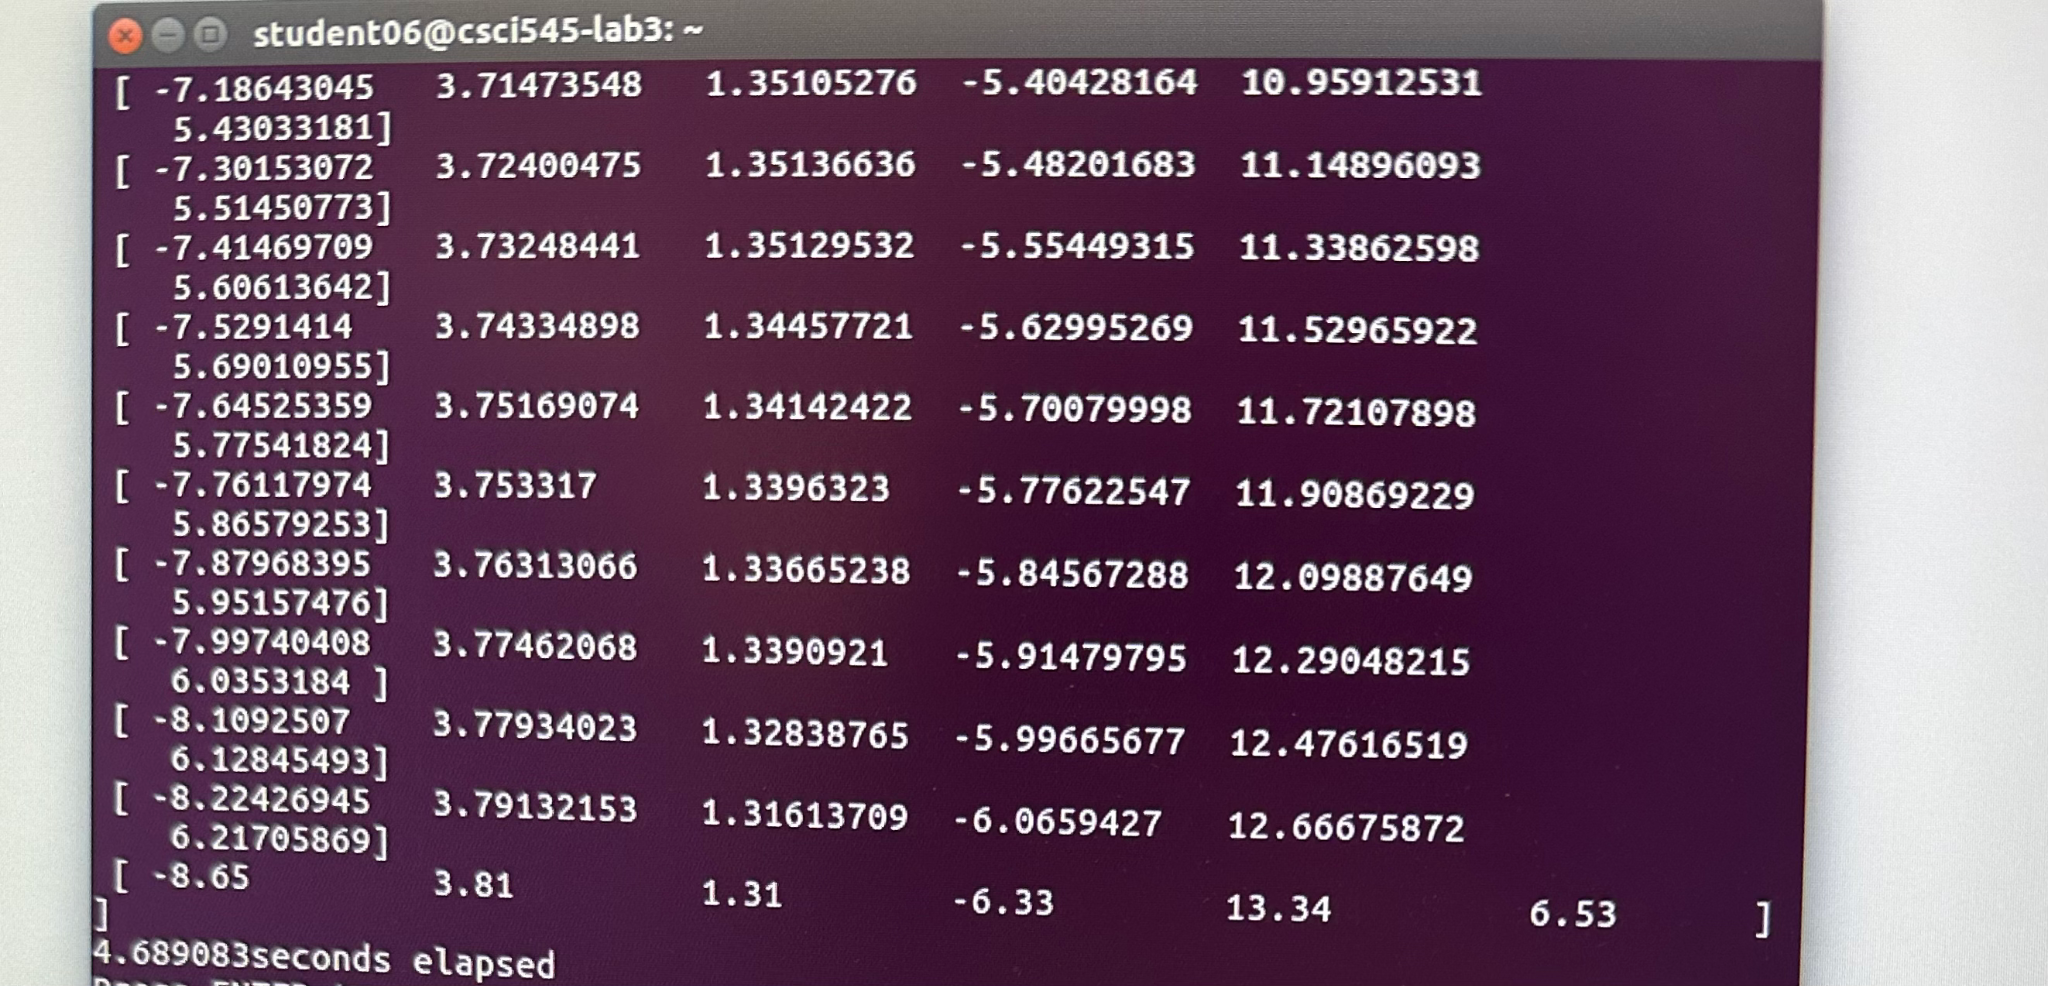 student06@csci545-lab3: ~
[ -7.18643045 3.71473548 1.35105276 -5.40428164 10.95912531
5.43033181]
[ -7.30153072 3.72400475 1.35136636 -5.48201683 11.14896093
5.51450773]
[ -7.41469709 3.73248441 1.35129532 -5.55449315 11.33862598
5.60613642]
[ -7.5291414 3.74334898 1.34457721 -5.62995269 11.52965922
5.69010955]
[ -7.64525359 3.75169074 1.34142422 -5.70079998 11.72107898
5.77541824]
[ -7.76117974 3.753317 1.3396323 -5.77622547 11.90869229
5.86579253]
[ -7.87968395 3.76313066 1.33665238 -5.84567288 12.09887649
5.95157476]
[ -7.99740408 3.77462068 1.3390921 -5.91479795 12.29048215
6.0353184 ]
[ -8.1092507 3.77934023 1.32838765 -5.99665677 12.47616519
6.12845493]
[ -8.22426945 3.79132153 1.31613709 -6.0659427 12.66675872
6.21705869]
[ -8.65 3.81 1.31 -6.33 13.34 6.53 ]
]
4.689083seconds elapsed